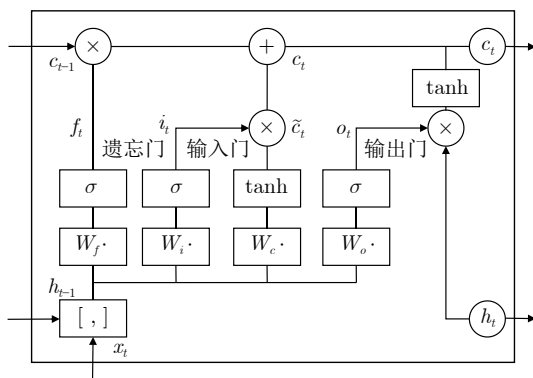 × + c_t
c_{t-1} c_t
tanh
f_t i_t × \tilde{c}_t o_t ×
遗忘门 输入门 输出门
σ σ tanh σ
W_f· W_i· W_c· W_o·
h_{t-1}
[ , ] h_t
x_t